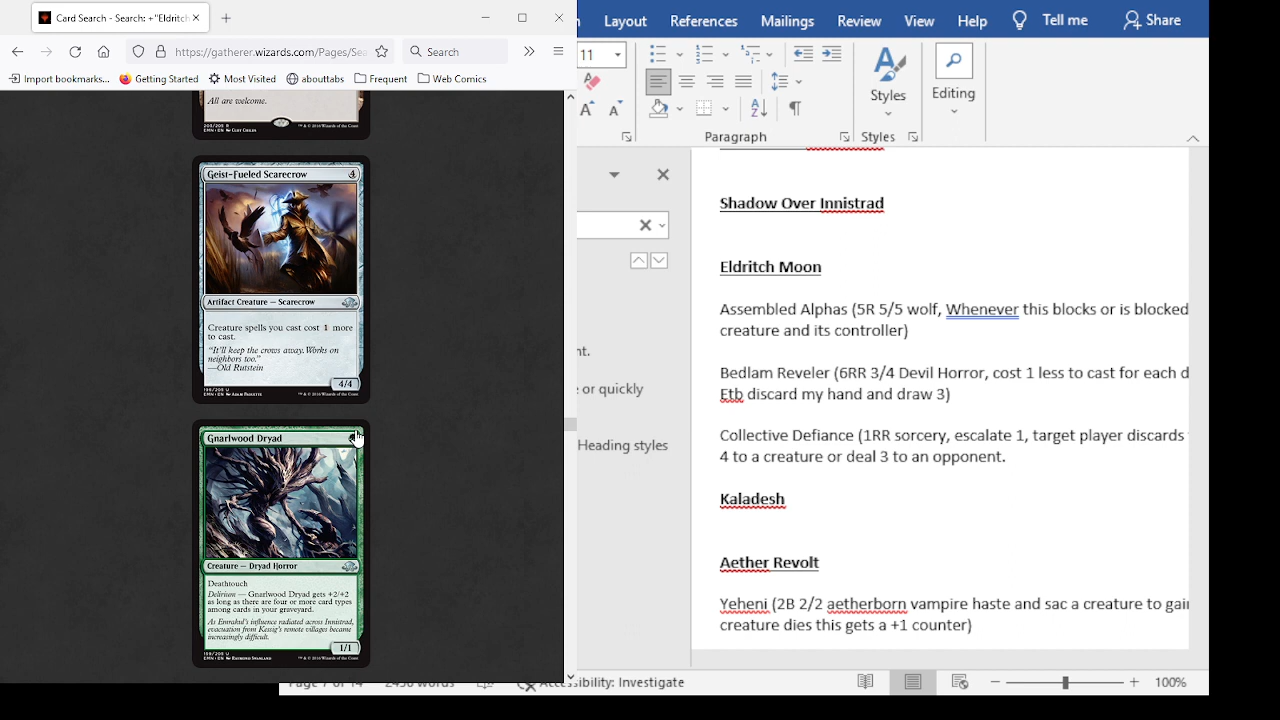 Card Search - Search: +"Eldritch
https://gatherer.wizards.com/Pages/Sea
Search
Import bookmarks...
Getting Started
Most Visited
abouttabs
Frequent
Web Comics
All are welcome.
Geist-Fueled Scarecrow 4
Artifact Creature — Scarecrow
Creature spells you cast cost 1 more
to cast.
"It'll keep the crows away. Works on
neighbors too."
—Old Rutstein
4/4
Gnarlwood Dryad
Creature — Dryad Horror
Deathtouch
Delirium — Gnarlwood Dryad gets +2/+2
as long as there are four or more card types
among cards in your graveyard.
As Emrakul's influence radiated across Innistrad,
evacuation from Kessig's remote villages became
increasingly difficult.
1/1
Layout References Mailings Review View Help Tell me Share
11
Styles
Editing
Paragraph
Styles
nt.
e or quickly
Heading styles
Shadow Over Innistrad
Eldritch Moon
Assembled Alphas (5R 5/5 wolf, Whenever this blocks or is blocked
creature and its controller)
Bedlam Reveler (6RR 3/4 Devil Horror, cost 1 less to cast for each d
Etb discard my hand and draw 3)
Collective Defiance (1RR sorcery, escalate 1, target player discards
4 to a creature or deal 3 to an opponent.
Kaladesh
Aether Revolt
Yeheni (2B 2/2 aetherborn vampire haste and sac a creature to gai
creature dies this gets a +1 counter)
Accessibility: Investigate
100%